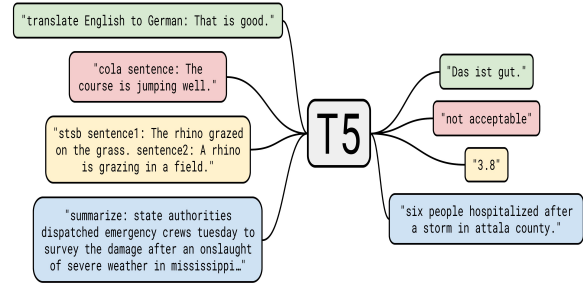 "translate English to German: That is good."
"cola sentence: The
course is jumping well."
"stsb sentence1: The rhino grazed
on the grass. sentence2: A rhino
is grazing in a field."
"summarize: state authorities
dispatched emergency crews tuesday to
survey the damage after an onslaught
of severe weather in mississippi…"
T5
"Das ist gut."
"not acceptable"
"3.8"
"six people hospitalized after
a storm in attala county."